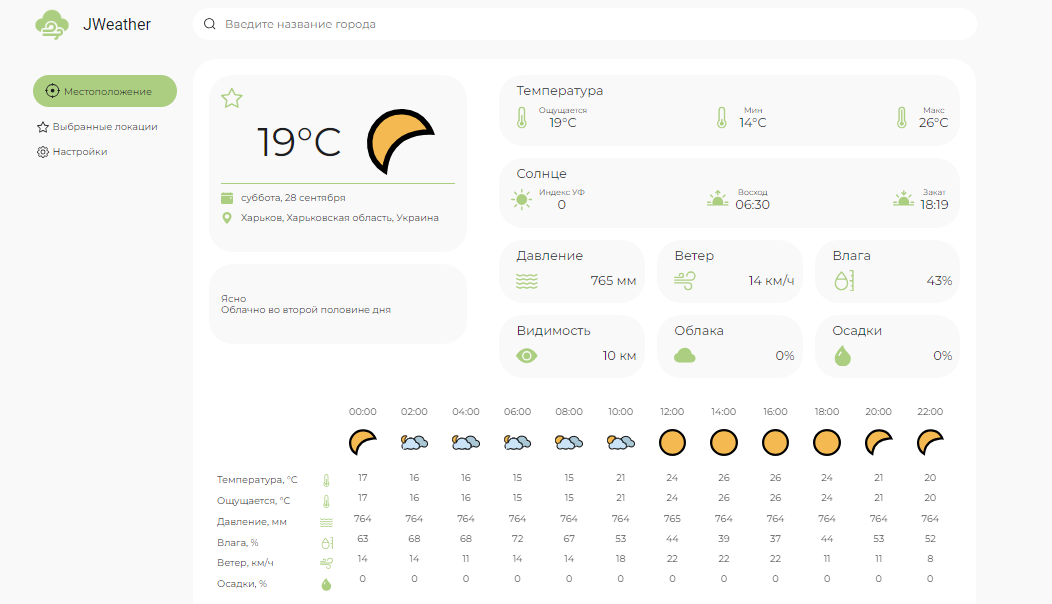 JWeather
Введите название города
Местоположение
Выбранные локации
Настройки
19°C
суббота, 28 сентября
Харьков, Харьковская область, Украина
Ясно
Облачно во второй половине дня
Температура
Ощущается Мин Макс
19°C 14°C 26°C
Солнце
Индекс УФ Восход Закат
0 06:30 18:19
Давление Ветер Влага
765 мм 14 км/ч 43%
Видимость Облака Осадки
10 км 0% 0%
00:00 02:00 04:00 06:00 08:00 10:00 12:00 14:00 16:00 18:00 20:00 22:00
Температура, °C 17 16 16 15 15 21 24 26 26 24 21 20
Ощущается, °C 17 16 16 15 15 21 24 26 26 24 21 20
Давление, мм 764 764 764 764 764 764 765 764 764 764 764 764
Влага, % 63 68 68 72 67 53 44 39 37 44 53 52
Ветер, км/ч 14 14 11 14 14 18 22 22 22 11 11 8
Осадки, % 0 0 0 0 0 0 0 0 0 0 0 0